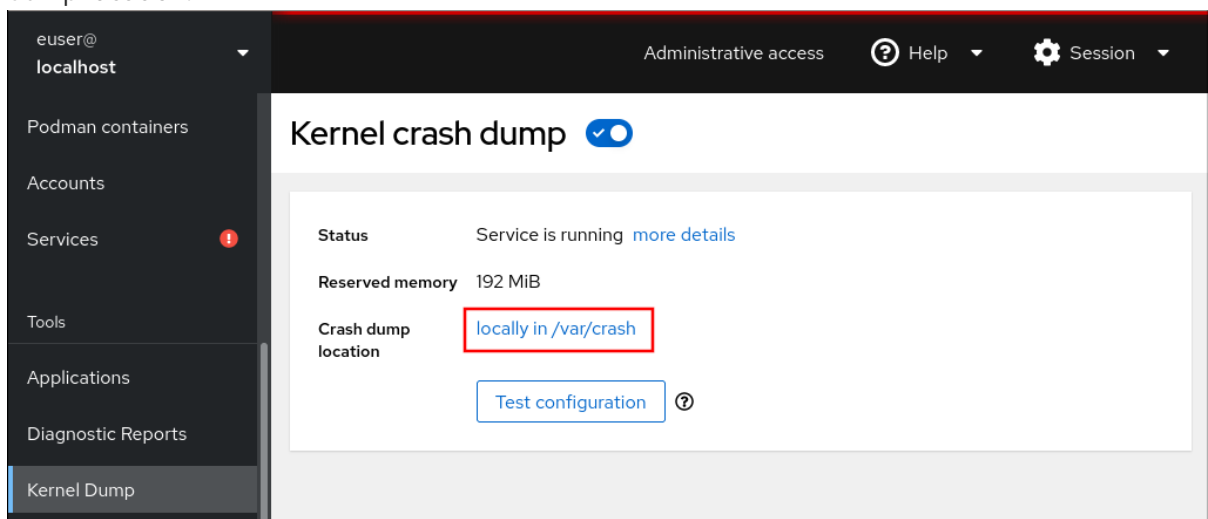 euser@
localhost
Administrative access
Help
Session
Podman containers
Accounts
Services
Tools
Applications
Diagnostic Reports
Kernel Dump
Kernel crash dump
Status Service is running more details
Reserved memory 192 MiB
Crash dump location locally in /var/crash
Test configuration